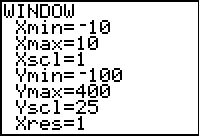 WINDOW
Xmin=-10
Xmax=10
Xscl=1
Ymin=-100
Ymax=400
Yscl=25
Xres=1